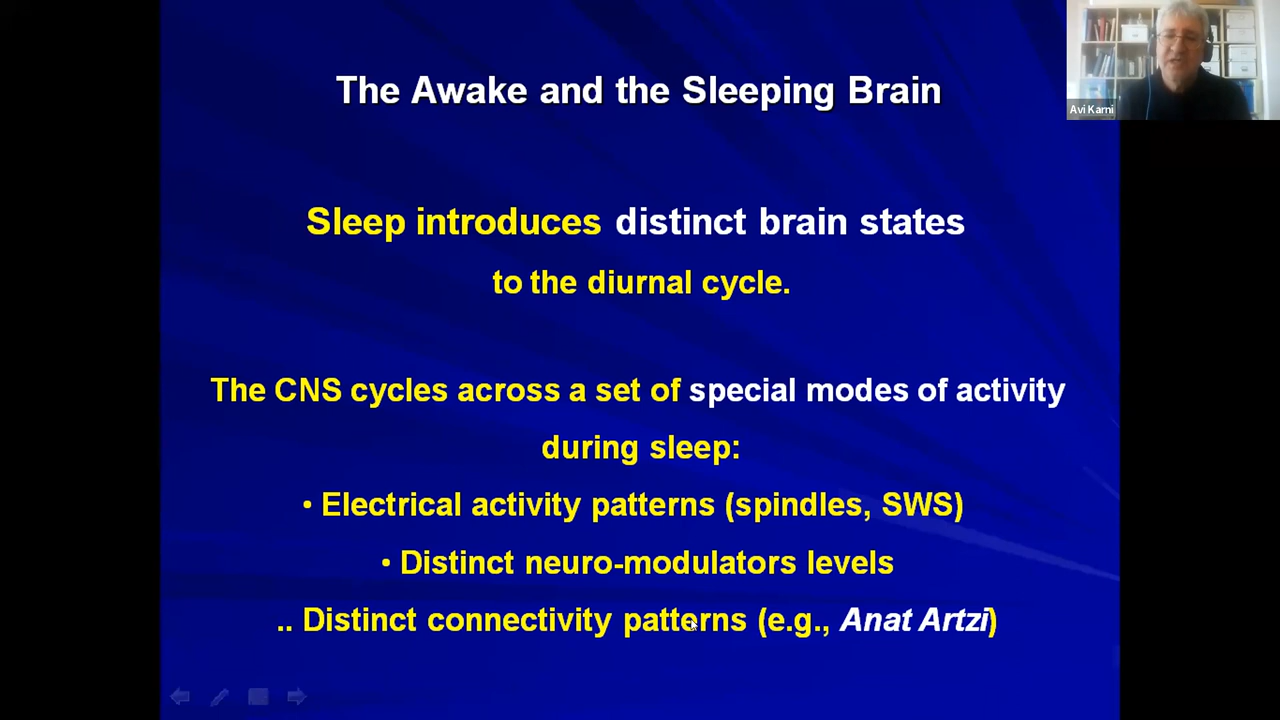 The Awake and the Sleeping Brain
Avi Karni
Sleep introduces distinct brain states
to the diurnal cycle.
The CNS cycles across a set of special modes of activity
during sleep:
• Electrical activity patterns (spindles, SWS)
• Distinct neuro-modulators levels
.. Distinct connectivity patterns (e.g., Anat Artzi)